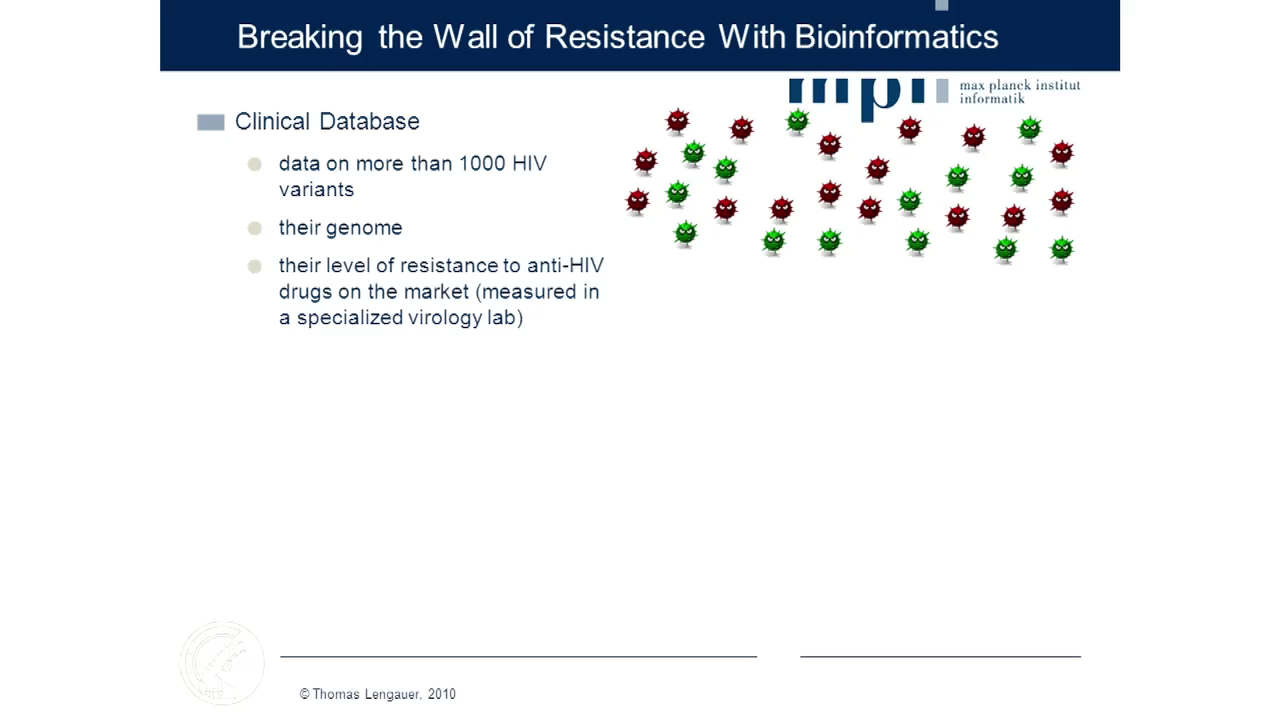 Breaking the Wall of Resistance With Bioinformatics
mpi
max planck institut
informatik
Clinical Database
data on more than 1000 HIV
variants
their genome
their level of resistance to anti-HIV
drugs on the market (measured in
a specialized virology lab)
© Thomas Lengauer, 2010